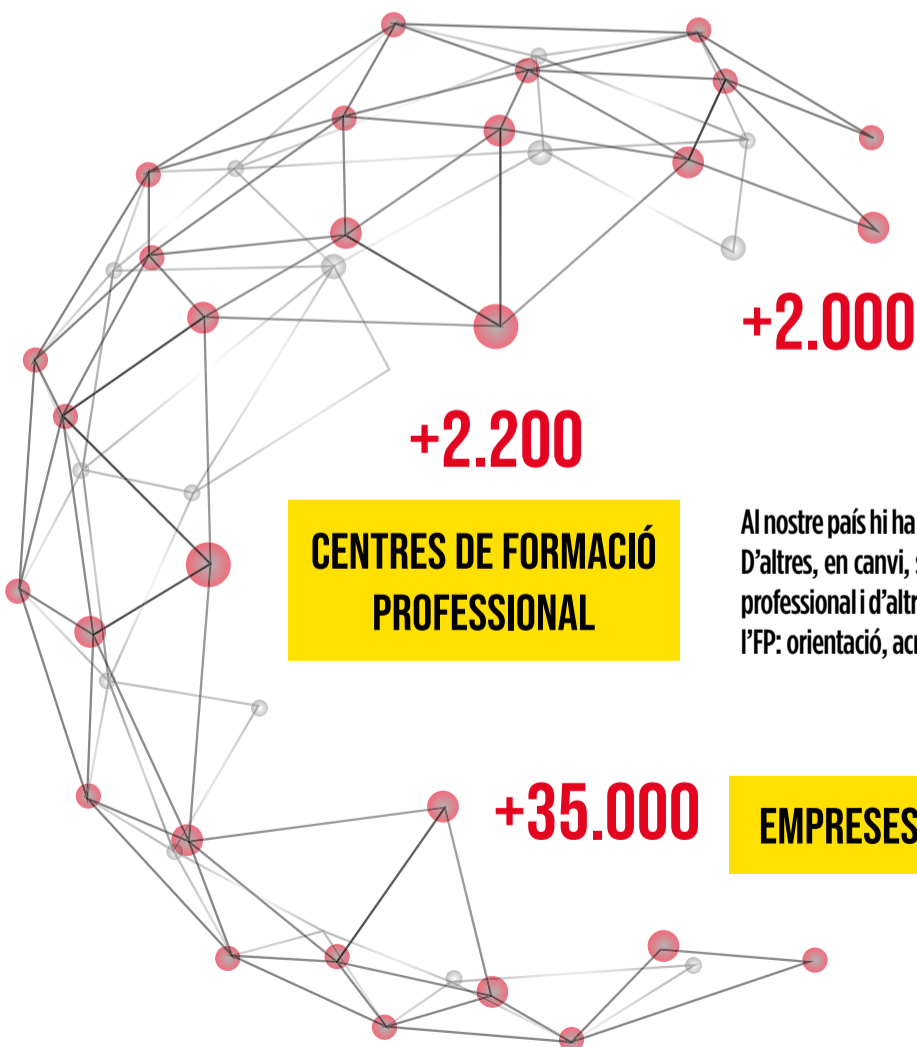 +2.000
+2.200
CENTRES DE FORMACIÓ
PROFESSIONAL
Al nostre país hi ha
D’altres, en canvi,
professional i d’altr
l’FP: orientació, acr
+35.000
EMPRESES